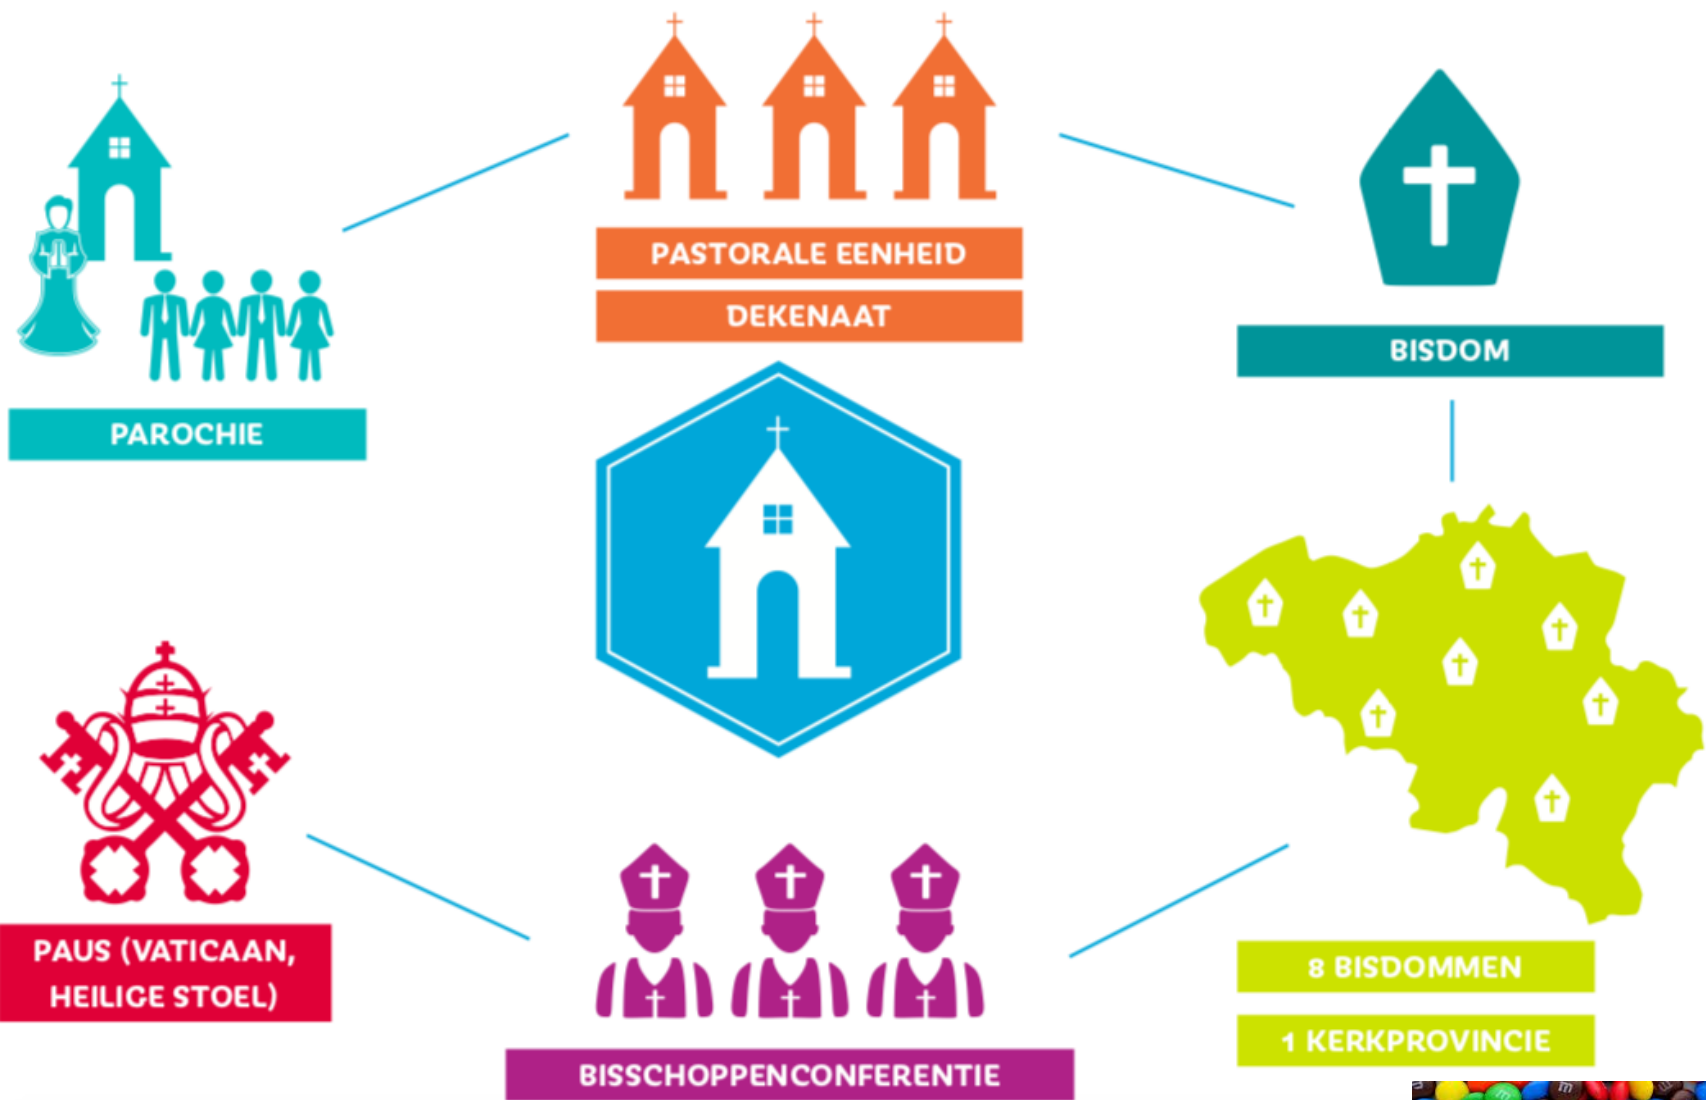 PASTORALE EENHEID
DEKENAAT
BISDOM
PAROCHIE
PAUS (VATICAAN,
HEILIGE STOEL)
8 BISDOMMEN
1 KERKPROVINCIE
BISSCHOPPENCONFERENTIE
m